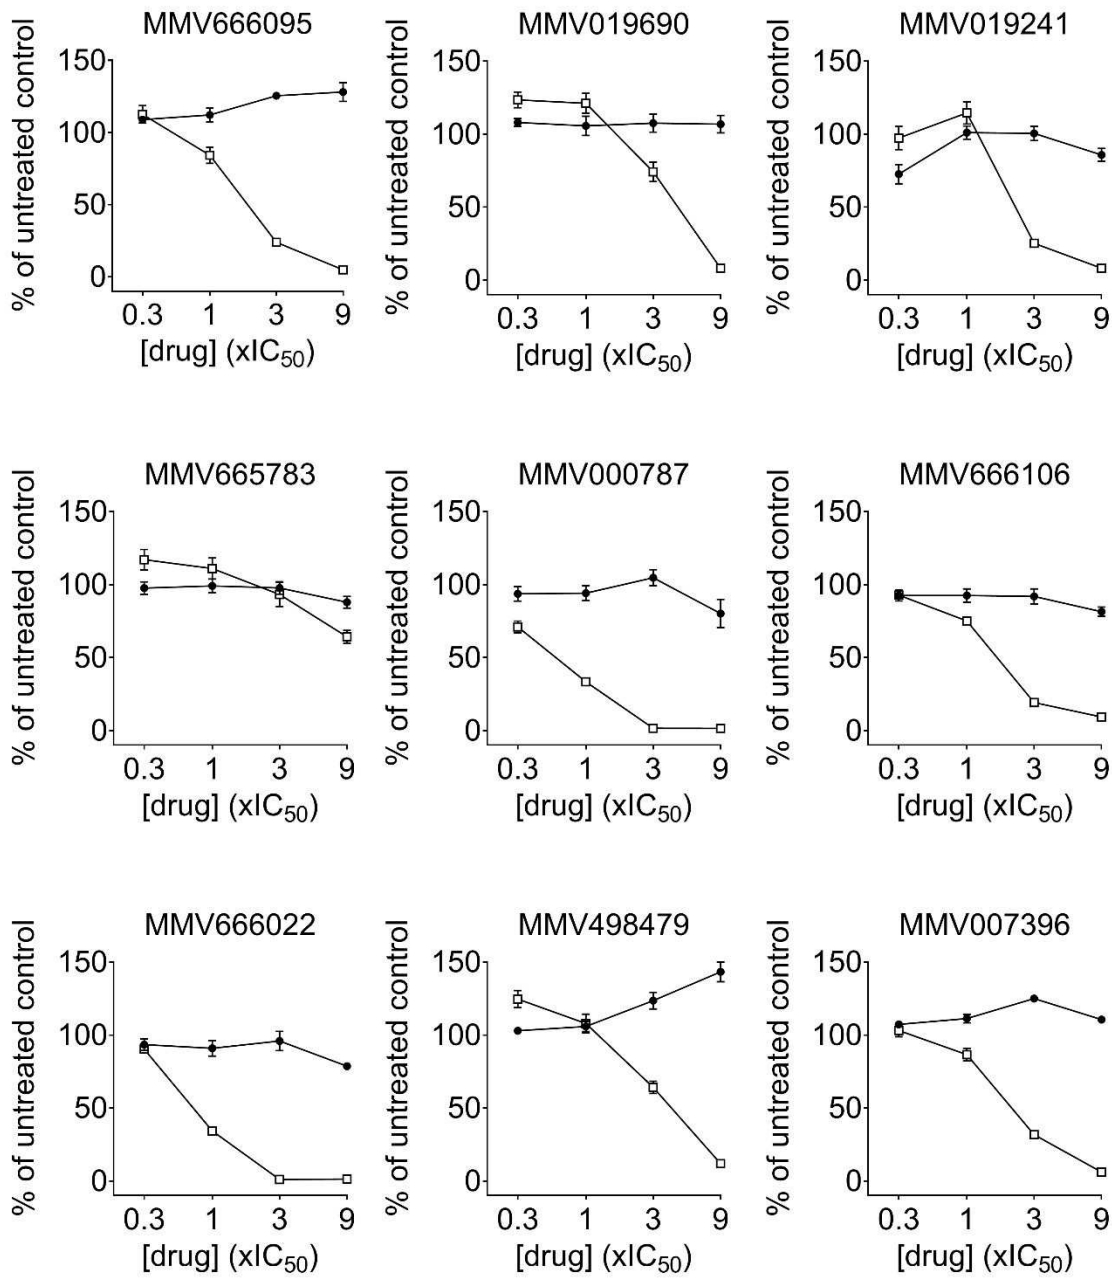 MMV666095
% of untreated control
150
100
50
0
0.3 1 3 9
[drug] (xIC50)
MMV019690
% of untreated control
150
100
50
0
0.3 1 3 9
[drug] (xIC50)
MMV019241
% of untreated control
150
100
50
0
0.3 1 3 9
[drug] (xIC50)
MMV665783
% of untreated control
150
100
50
0
0.3 1 3 9
[drug] (xIC50)
MMV000787
% of untreated control
150
100
50
0
0.3 1 3 9
[drug] (xIC50)
MMV666106
% of untreated control
150
100
50
0
0.3 1 3 9
[drug] (xIC50)
MMV666022
% of untreated control
150
100
50
0
0.3 1 3 9
[drug] (xIC50)
MMV498479
% of untreated control
150
100
50
0
0.3 1 3 9
[drug] (xIC50)
MMV007396
% of untreated control
150
100
50
0
0.3 1 3 9
[drug] (xIC50)